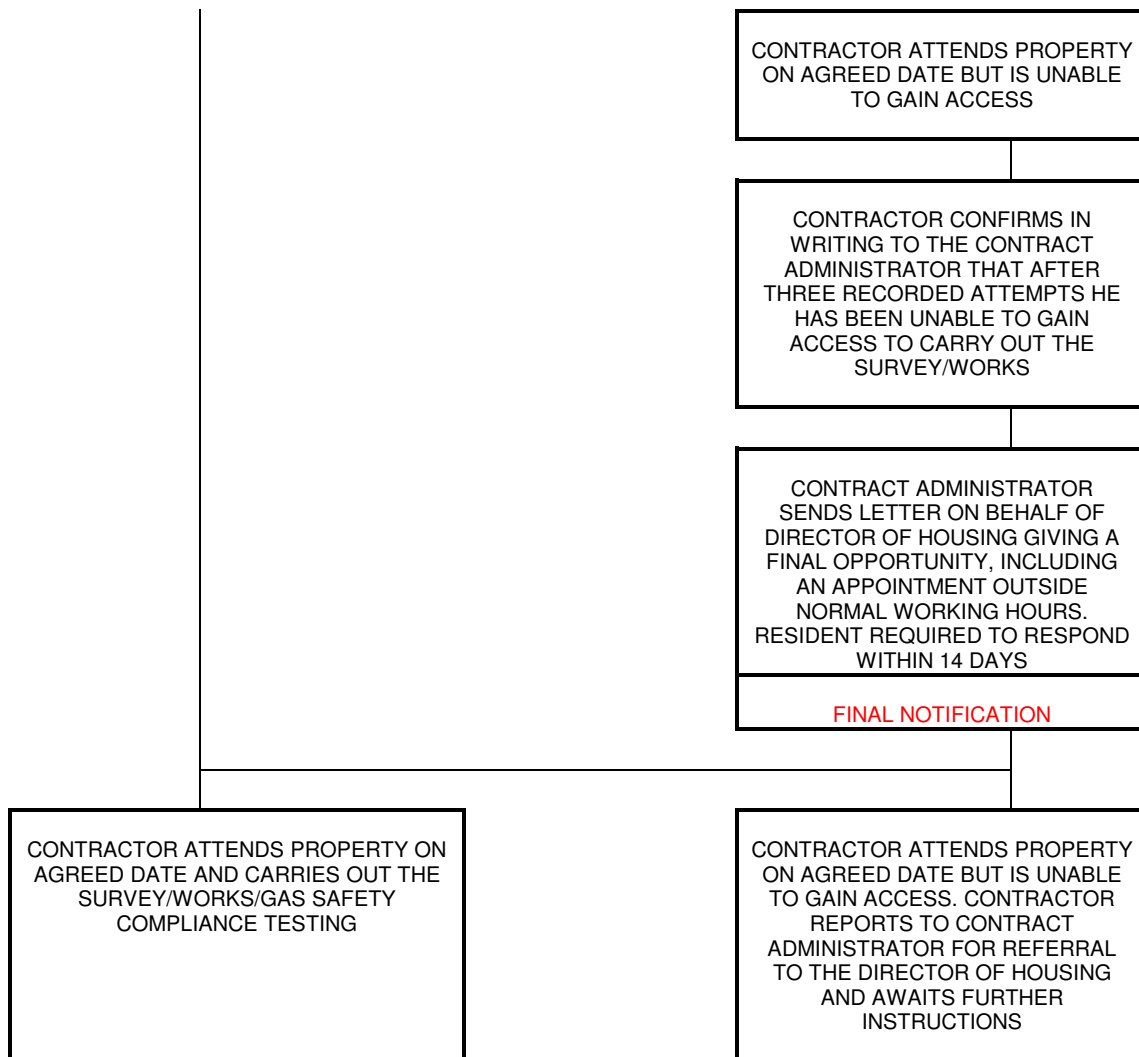 CONTRACTOR ATTENDS PROPERTY
ON AGREED DATE BUT IS UNABLE
TO GAIN ACCESS
CONTRACTOR CONFIRMS IN
WRITING TO THE CONTRACT
ADMINISTRATOR THAT AFTER
THREE RECORDED ATTEMPTS HE
HAS BEEN UNABLE TO GAIN
ACCESS TO CARRY OUT THE
SURVEY/WORKS
CONTRACT ADMINISTRATOR
SENDS LETTER ON BEHALF OF
DIRECTOR OF HOUSING GIVING A
FINAL OPPORTUNITY, INCLUDING
AN APPOINTMENT OUTSIDE
NORMAL WORKING HOURS.
RESIDENT REQUIRED TO RESPOND
WITHIN 14 DAYS
FINAL NOTIFICATION
CONTRACTOR ATTENDS PROPERTY ON
AGREED DATE AND CARRIES OUT THE
SURVEY/WORKS/GAS SAFETY
COMPLIANCE TESTING
CONTRACTOR ATTENDS PROPERTY
ON AGREED DATE BUT IS UNABLE
TO GAIN ACCESS. CONTRACTOR
REPORTS TO CONTRACT
ADMINISTRATOR FOR REFERRAL
TO THE DIRECTOR OF HOUSING
AND AWAITS FURTHER
INSTRUCTIONS